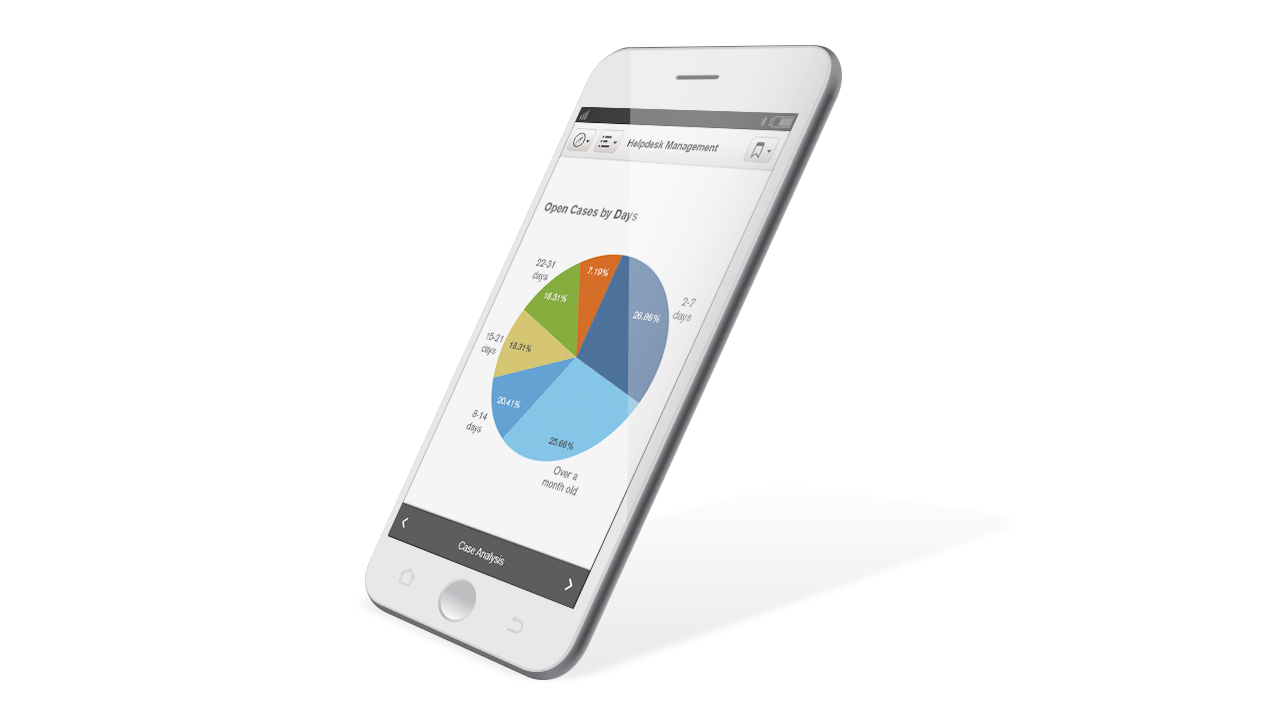 Helpdesk Management
Open Cases by Days
22-31
days
7.19%
16.31%
2-7
days
26.86%
15-21
days
18.31%
20.41%
8-14
days
25.86%
Over a
month old
Case Analysis